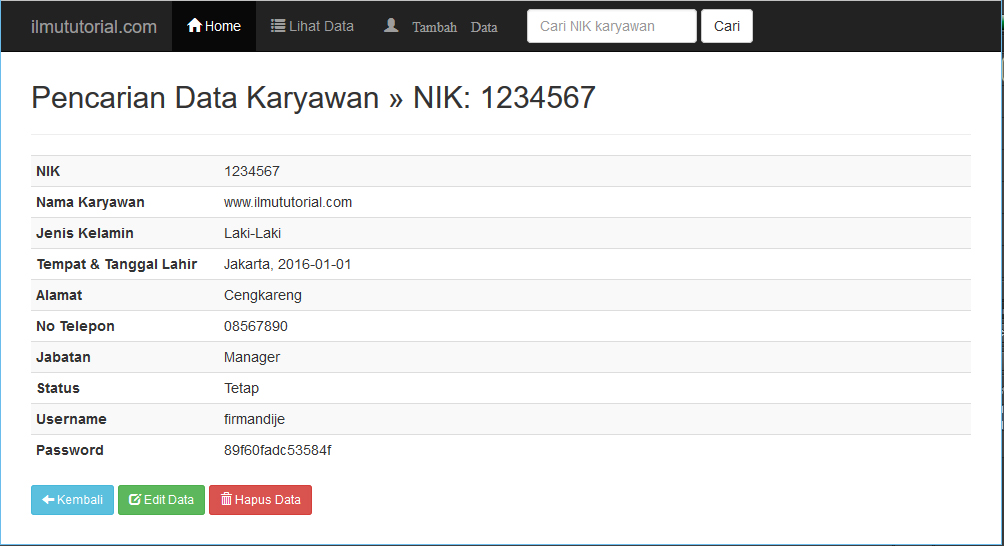 ilmututorial.com Home Lihat Data Tambah Data Cari NIK karyawan Cari
Pencarian Data Karyawan » NIK: 1234567
NIK 1234567
Nama Karyawan www.ilmututorial.com
Jenis Kelamin Laki-Laki
Tempat & Tanggal Lahir Jakarta, 2016-01-01
Alamat Cengkareng
No Telepon 08567890
Jabatan Manager
Status Tetap
Username firmandije
Password 89f60fadc53584f
Kembali Edit Data Hapus Data